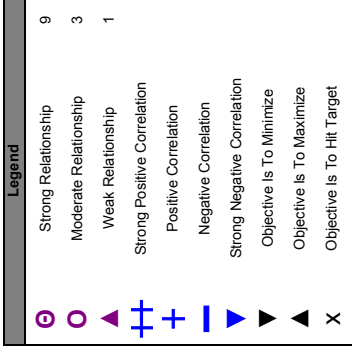 Legend
Θ Strong Relationship 9
Ο Moderate Relationship 3
▲ Weak Relationship 1
╫ Strong Positive Correlation
+ Positive Correlation
▬ Negative Correlation
▼ Strong Negative Correlation
▼ Objective Is To Minimize
▲ Objective Is To Maximize
x Objective Is To Hit Target